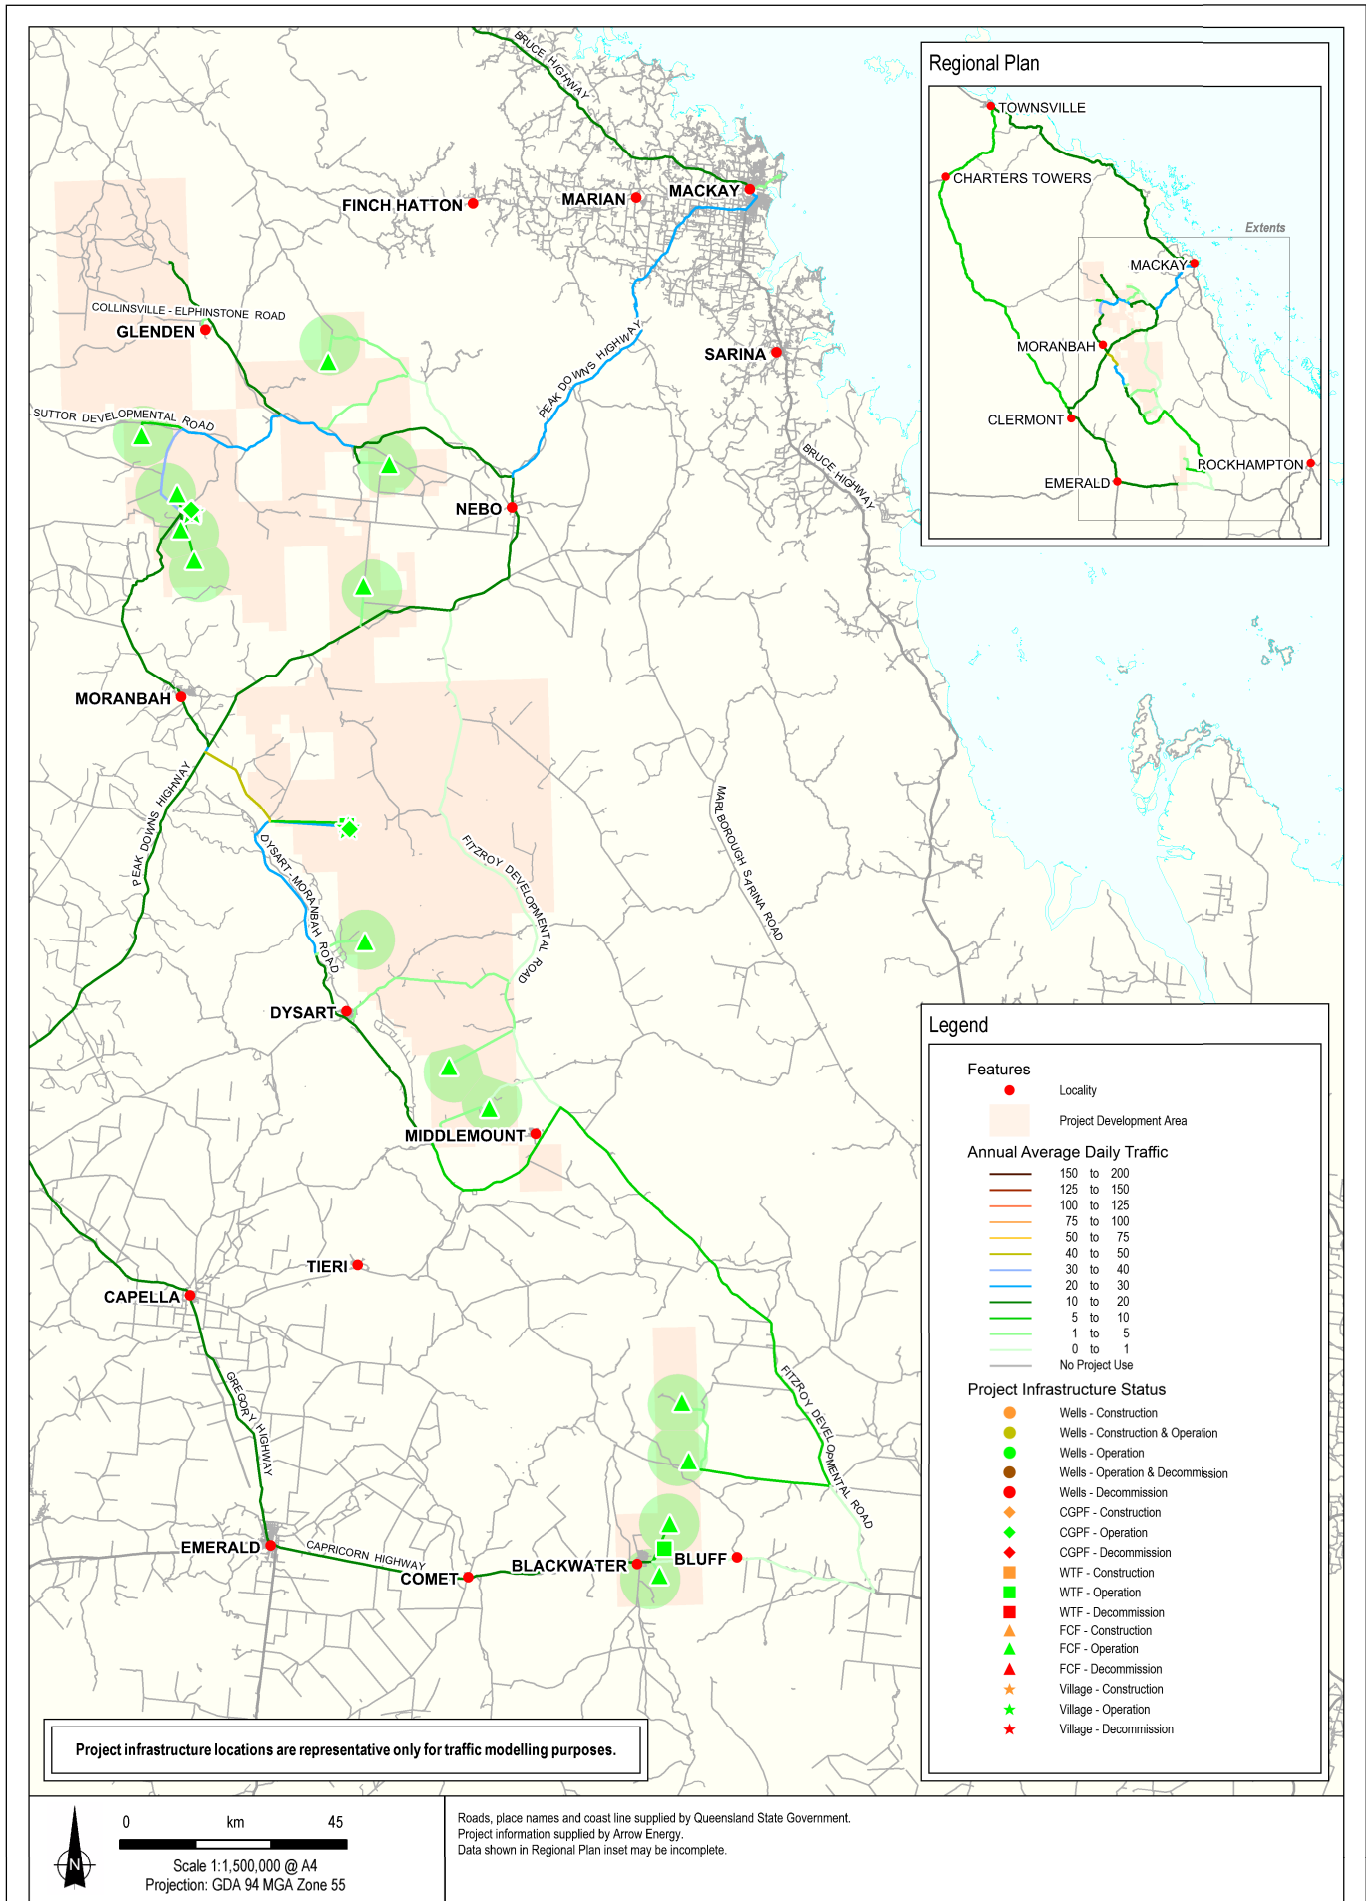 BRUCE HIGHWAY
FINCH HATTON
MARIAN
MACKAY
COLLINSVILLE - ELPHINSTONE ROAD
GLENDEN
SARINA
PEAK DOWNS HIGHWAY
SUTTOR DEVELOPMENTAL ROAD
BRUCE HIGHWAY
NEBO
MORANBAH
PEAK DOWNS HIGHWAY
DYSART-MORANBAH ROAD
FITZROY DEVELOPMENTAL ROAD
MARLBOROUGH SARINA ROAD
DYSART
MIDDLEMOUNT
TIERI
CAPELLA
GREGORY HIGHWAY
FITZROY DEVELOPMENTAL ROAD
EMERALD
CAPRICORN HIGHWAY
COMET
BLACKWATER
BLUFF
Regional Plan
TOWNSVILLE
CHARTERS TOWERS
Extents
MACKAY
MORANBAH
CLERMONT
ROCKHAMPTON
EMERALD
Legend
Features
Locality
Project Development Area
Annual Average Daily Traffic
150 to 200
125 to 150
100 to 125
75 to 100
50 to 75
40 to 50
30 to 40
20 to 30
10 to 20
5 to 10
1 to 5
0 to 1
No Project Use
Project Infrastructure Status
Wells - Construction
Wells - Construction & Operation
Wells - Operation
Wells - Operation & Decommission
Wells - Decommission
CGPF - Construction
CGPF - Operation
CGPF - Decommission
WTF - Construction
WTF - Operation
WTF - Decommission
FCF - Construction
FCF - Operation
FCF - Decommission
Village - Construction
Village - Operation
Village - Decommission
Project infrastructure locations are representative only for traffic modelling purposes.
N
0 km 45
Scale 1:1,500,000 @ A4
Projection: GDA 94 MGA Zone 55
Roads, place names and coast line supplied by Queensland State Government.
Project information supplied by Arrow Energy.
Data shown in Regional Plan inset may be incomplete.